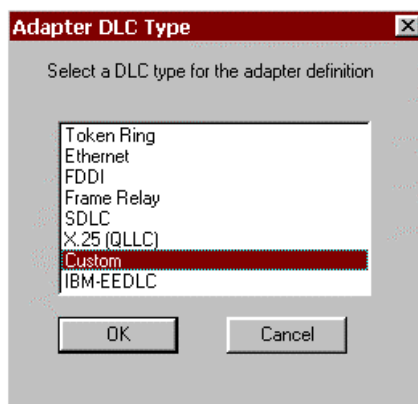 Adapter DLC Type
Select a DLC type for the adapter definition
Token Ring
Ethernet
FDDI
Frame Relay
SDLC
X.25 (QLLC)
Custom
IBM-EEDLC
OK
Cancel